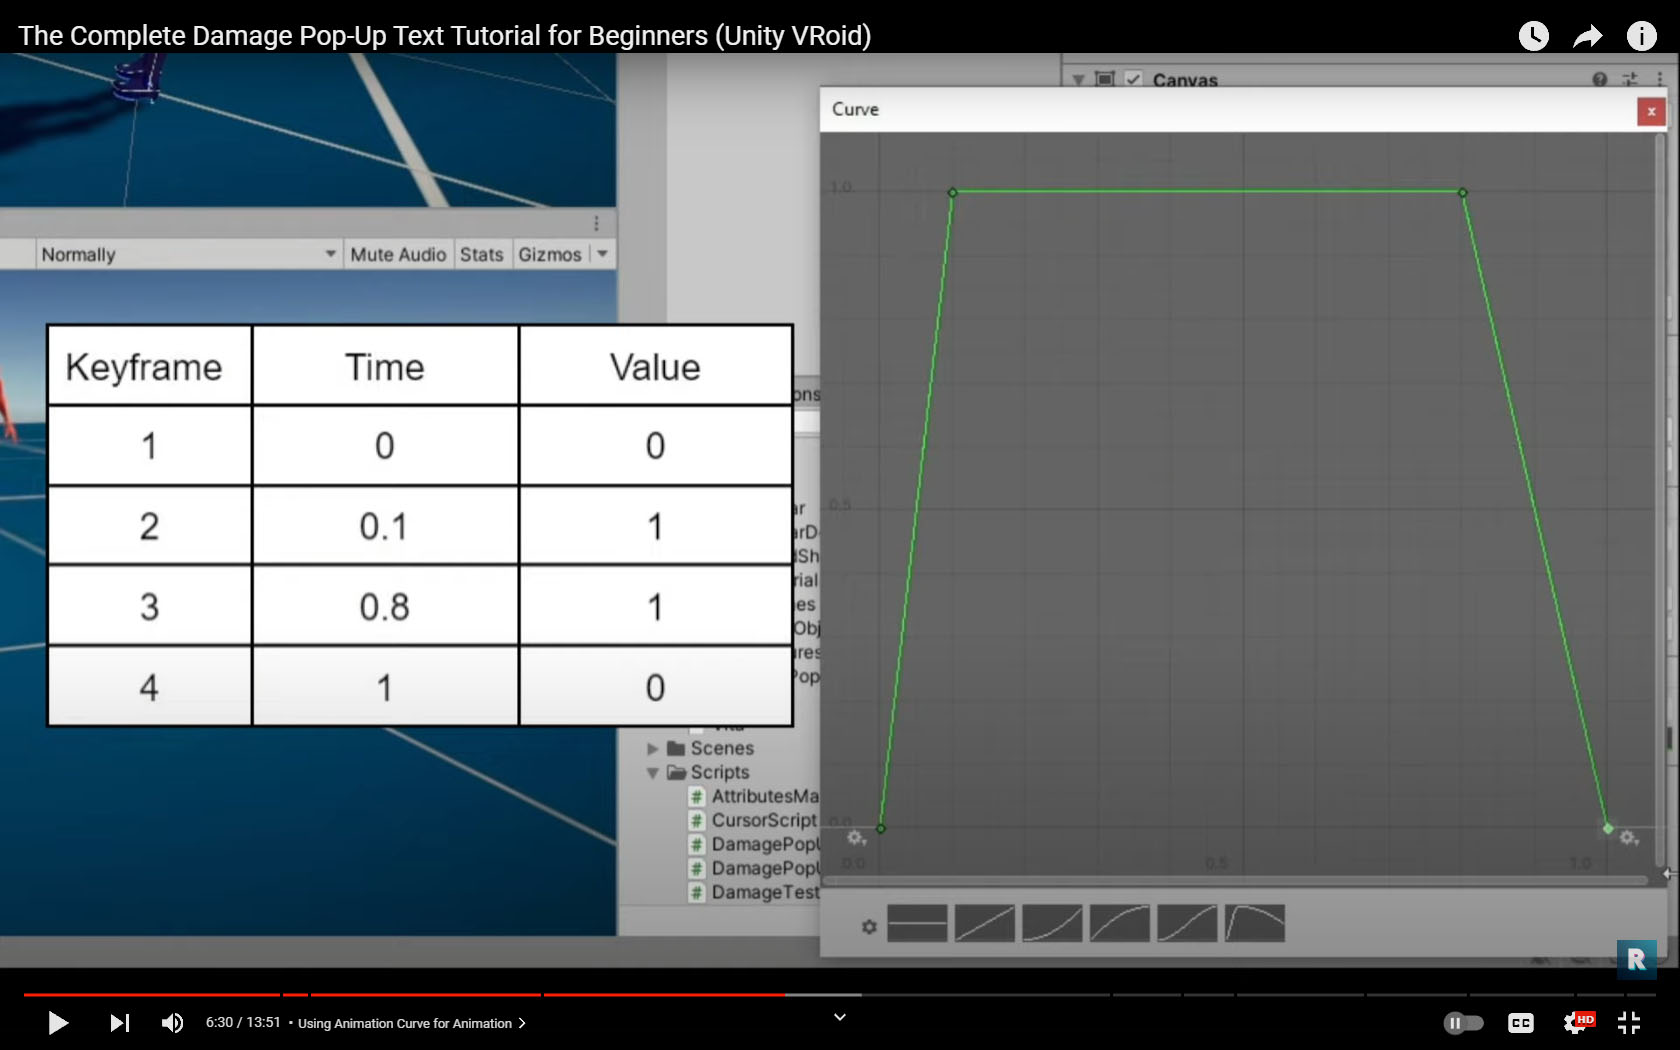 The Complete Damage Pop-Up Text Tutorial for Beginners (Unity VRoid)
Canvas
Curve
x
Normally
Mute Audio
Stats
Gizmos
Keyframe Time Value
1 0 0
2 0.1 1
3 0.8 1
4 1 0
ons
ar
arD
dSh
rial
es
Obj
ures
Pop
Scenes
Scripts
# AttributesMa
# CursorScript
# DamagePopU
# DamagePopU
# DamageTest
1.0
0.5
0.0
0.0 0.5 1.0
R
6:30 / 13:51 • Using Animation Curve for Animation
CC
HD